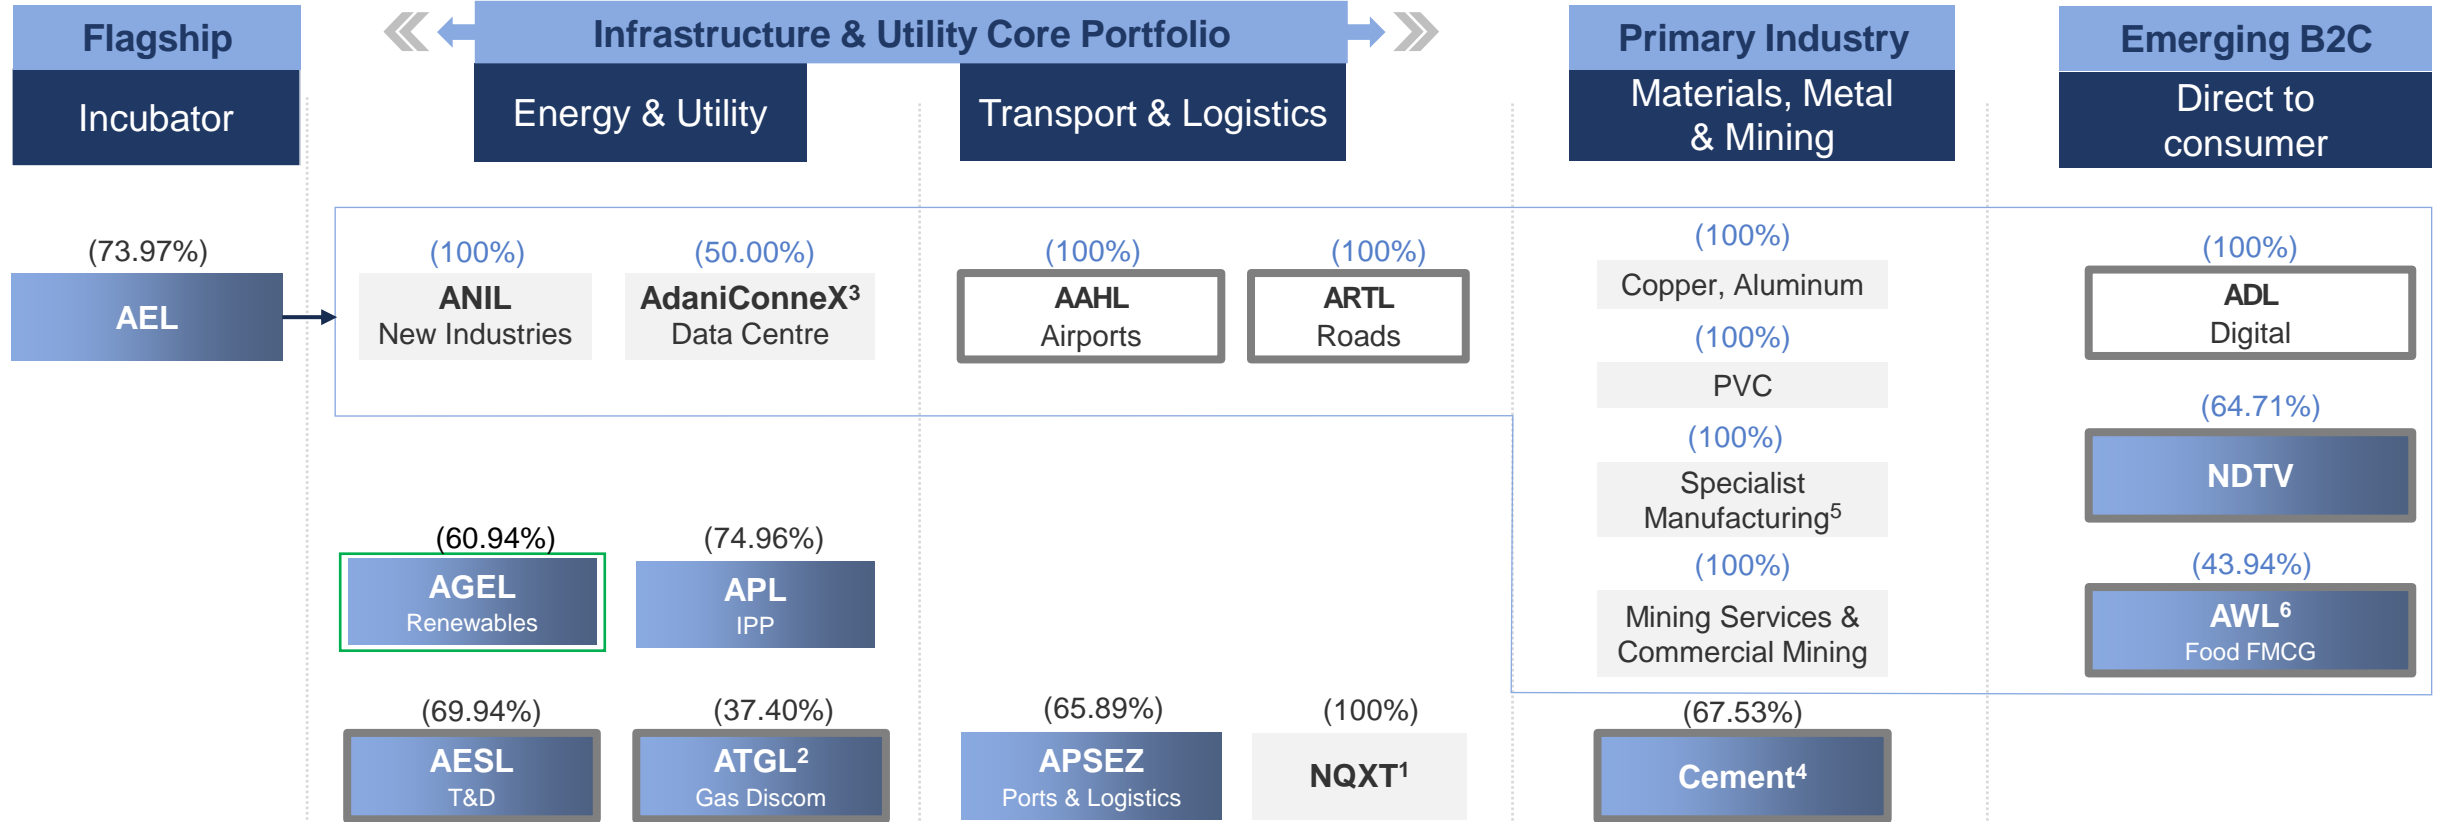 Flagship
Incubator
Infrastructure & Utility Core Portfolio
Energy & Utility
Transport & Logistics
Primary Industry
Materials, Metal
& Mining
Emerging B2C
Direct to
consumer
(73.97%)
AEL
(100%)
ANIL
New Industries
(50.00%)
AdaniConneX³
Data Centre
(100%)
AAHL
Airports
(100%)
ARTL
Roads
(100%)
Copper, Aluminum
(100%)
PVC
(100%)
Specialist
Manufacturing⁵
(100%)
Mining Services &
Commercial Mining
(100%)
ADL
Digital
(64.71%)
NDTV
(43.94%)
AWL⁶
Food FMCG
(60.94%)
AGEL
Renewables
(74.96%)
APL
IPP
(69.94%)
AESL
T&D
(37.40%)
ATGL²
Gas Discom
(65.89%)
APSEZ
Ports & Logistics
(100%)
NQXT¹
(67.53%)
Cement⁴